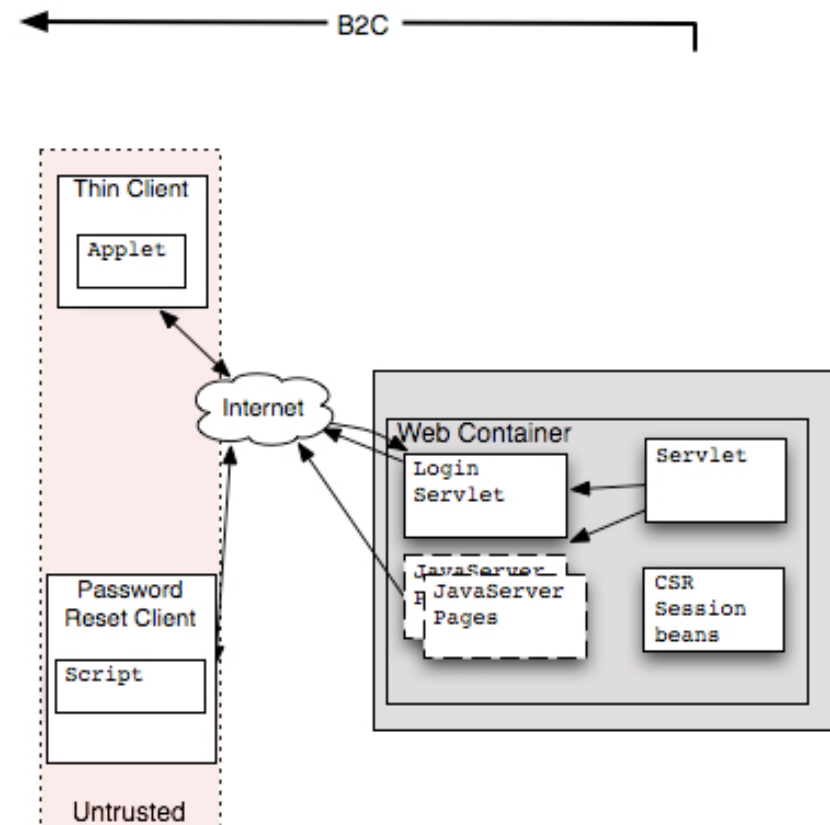 B2C
Thin Client
Applet
Internet
Web Container
Login
Servlet
Servlet
JavaServer
P
JavaServer
Pages
CSR
Session
beans
Password
Reset Client
Script
Untrusted